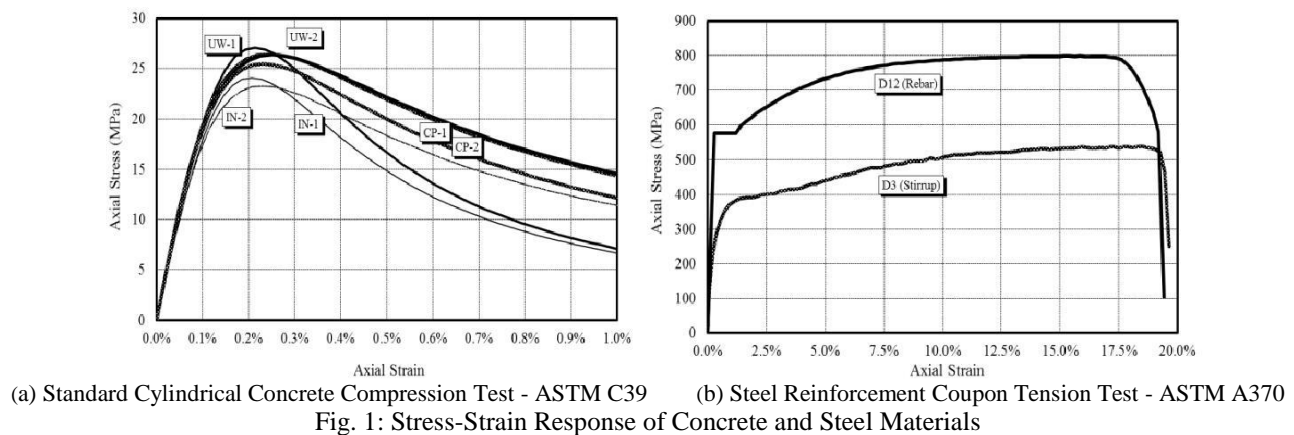 30
25
20
15
10
5
0
Axial Stress (MPa)
UW-1
UW-2
IN-2
IN-1
CP-1
CP-2
0.0% 0.1% 0.2% 0.3% 0.4% 0.5% 0.6% 0.7% 0.8% 0.9% 1.0%
Axial Strain
900
800
700
600
500
400
300
200
100
0
Axial Stress (MPa)
D12 (Rebar)
D3 (Stirrup)
0.0% 2.5% 5.0% 7.5% 10.0% 12.5% 15.0% 17.5% 20.0%
Axial Strain
(a) Standard Cylindrical Concrete Compression Test - ASTM C39
(b) Steel Reinforcement Coupon Tension Test - ASTM A370
Fig. 1: Stress-Strain Response of Concrete and Steel Materials